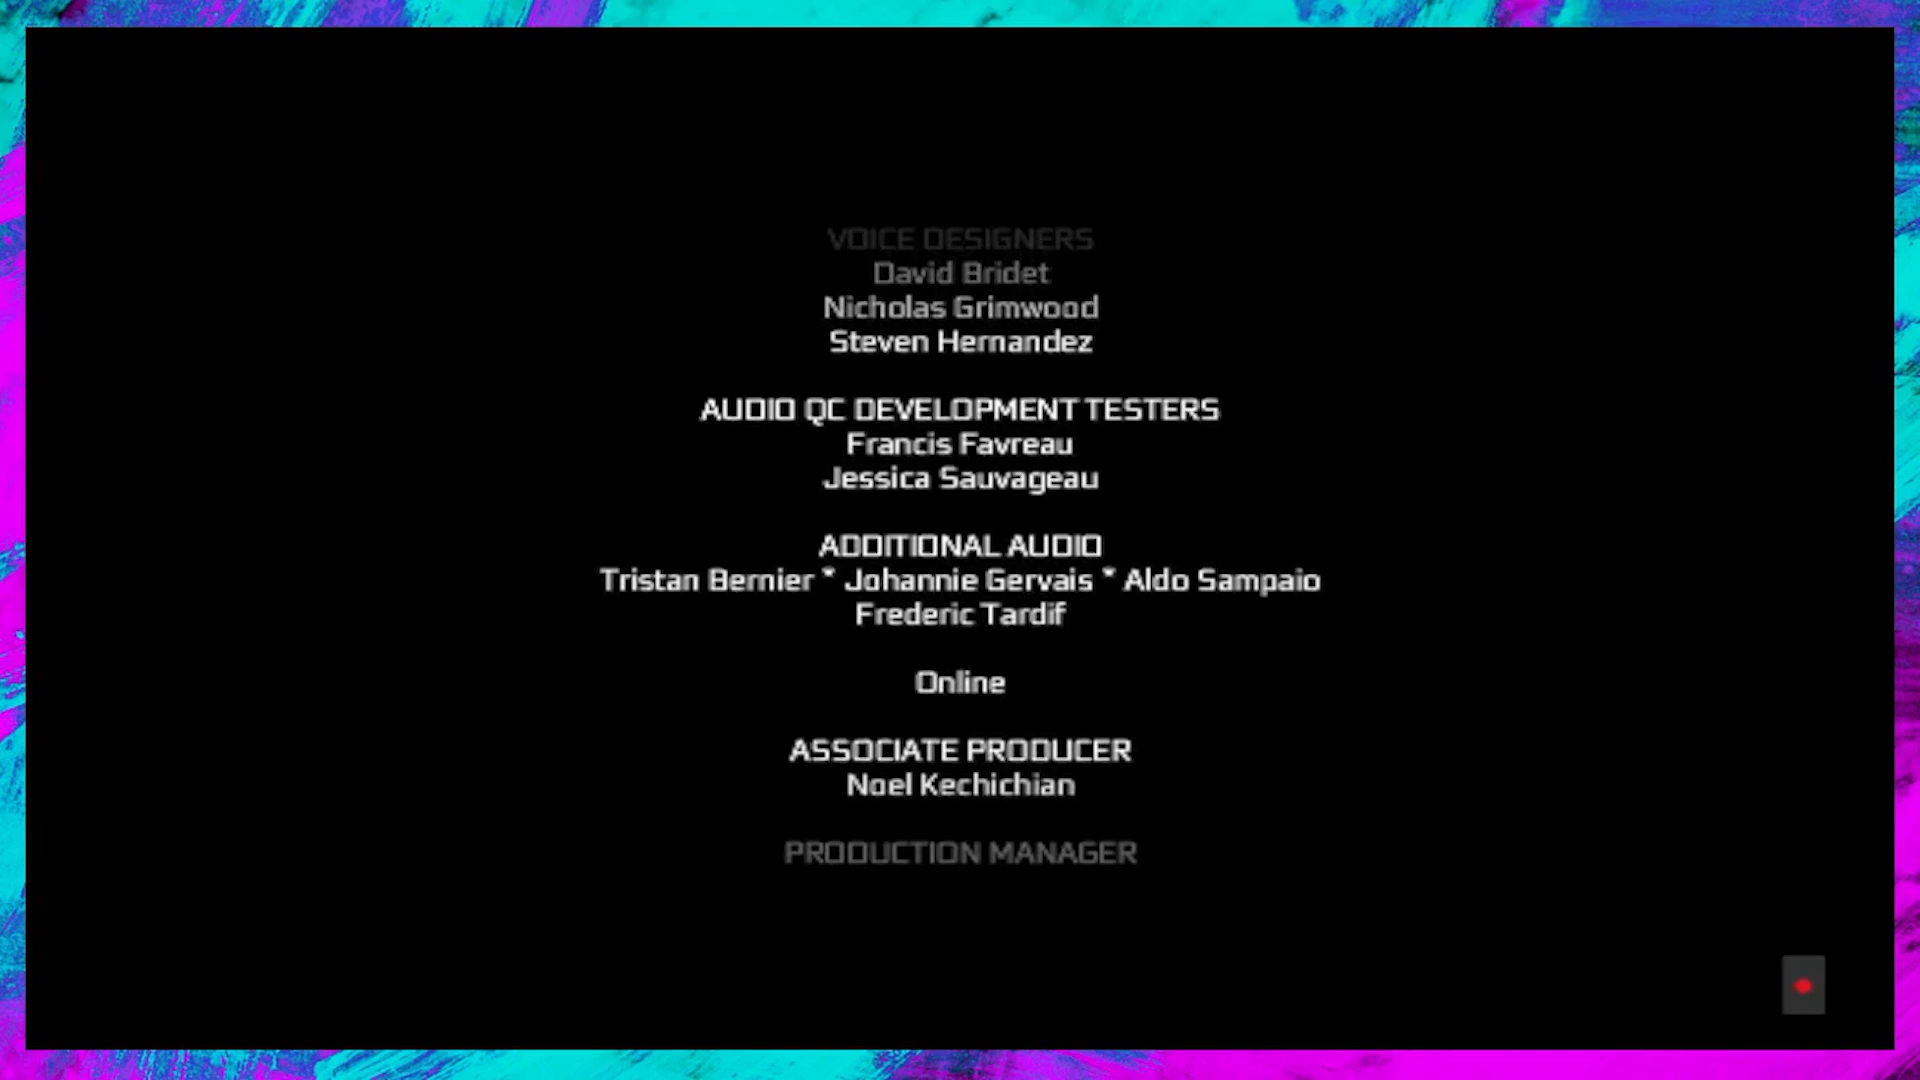 VOICE DESIGNERS
David Bridet
Nicholas Grimwood
Steven Hernandez
AUDIO QC DEVELOPMENT TESTERS
Francis Favreau
Jessica Sauvageau
ADDITIONAL AUDIO
Tristan Bernier * Johannie Gervais * Aldo Sampaio
Frederic Tardif
Online
ASSOCIATE PRODUCER
Noel Kechichian
PRODUCTION MANAGER